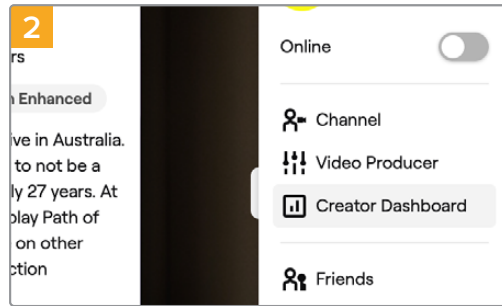 2
rs
Enhanced
ive in Australia.
to not be a
ly 27 years. At
play Path of
on other
ction
Online
Channel
Video Producer
Creator Dashboard
Friends